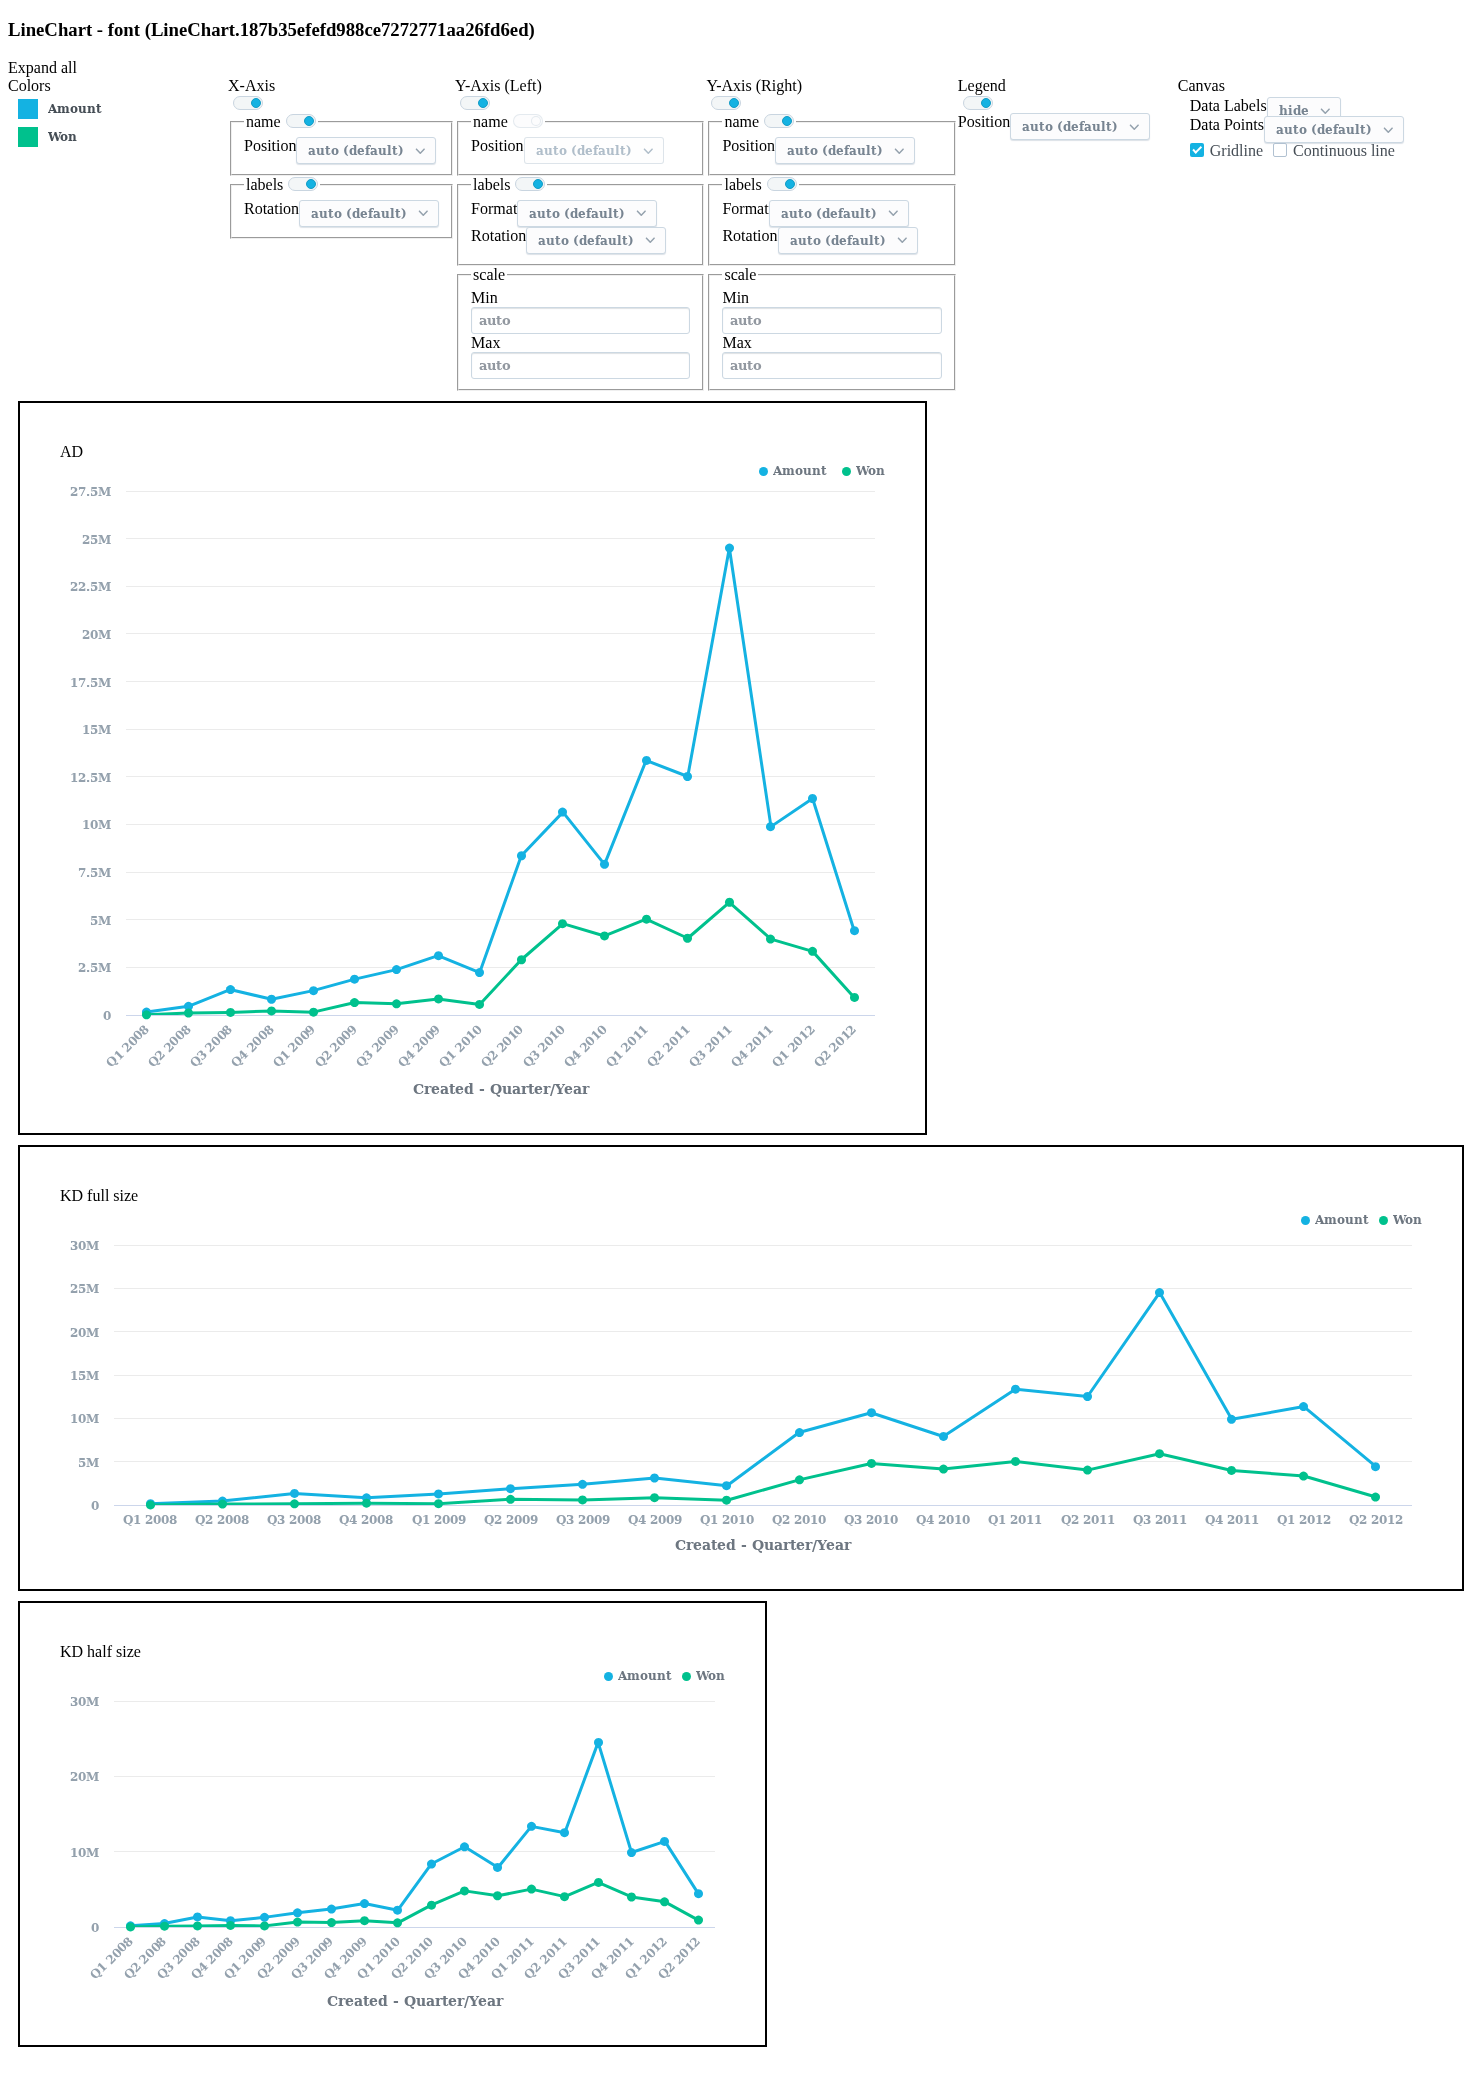 LineChart - font (LineChart.187b35efefd988ce7272771aa26fd6ed)
Expand all
Colors
Amount
Won
X-Axis
name
Position auto (default)
labels
Rotation auto (default)
Y-Axis (Left)
name
Position auto (default)
labels
Format auto (default)
Rotation auto (default)
scale
Min
auto
Max
auto
Y-Axis (Right)
name
Position auto (default)
labels
Format auto (default)
Rotation auto (default)
scale
Min
auto
Max
auto
Legend
Position auto (default)
Canvas
Data Labels hide
Data Points auto (default)
Gridline Continuous line
AD
Amount Won
27.5M
25M
22.5M
20M
17.5M
15M
12.5M
10M
7.5M
5M
2.5M
0
Q1 2008 Q2 2008 Q3 2008 Q4 2008 Q1 2009 Q2 2009 Q3 2009 Q4 2009 Q1 2010 Q2 2010 Q3 2010 Q4 2010 Q1 2011 Q2 2011 Q3 2011 Q4 2011 Q1 2012 Q2 2012
Created - Quarter/Year
KD full size
Amount Won
30M
25M
20M
15M
10M
5M
0
Q1 2008 Q2 2008 Q3 2008 Q4 2008 Q1 2009 Q2 2009 Q3 2009 Q4 2009 Q1 2010 Q2 2010 Q3 2010 Q4 2010 Q1 2011 Q2 2011 Q3 2011 Q4 2011 Q1 2012 Q2 2012
Created - Quarter/Year
KD half size
Amount Won
30M
20M
10M
0
Q1 2008 Q2 2008 Q3 2008 Q4 2008 Q1 2009 Q2 2009 Q3 2009 Q4 2009 Q1 2010 Q2 2010 Q3 2010 Q4 2010 Q1 2011 Q2 2011 Q3 2011 Q4 2011 Q1 2012 Q2 2012
Created - Quarter/Year